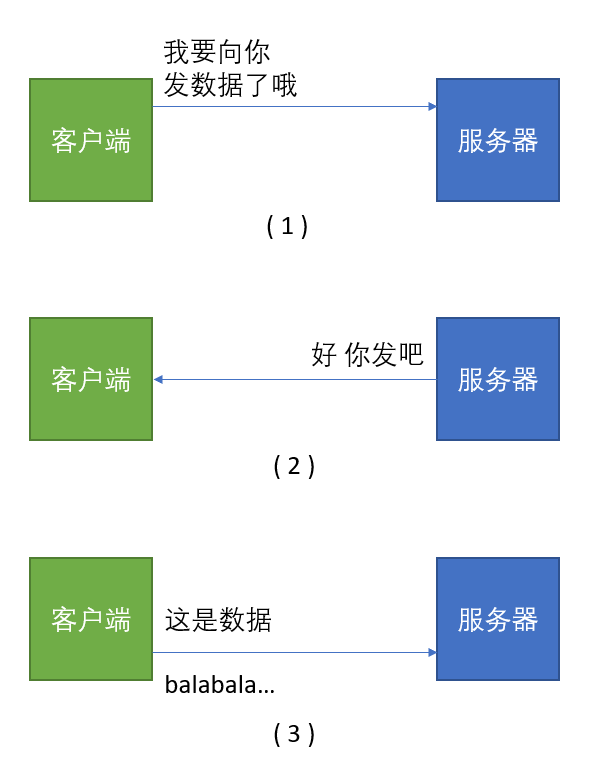 我要向你
发数据了哦
客户端
服务器
( 1 )
好 你发吧
客户端
服务器
( 2 )
客户端
这是数据
服务器
balabala...
( 3 )